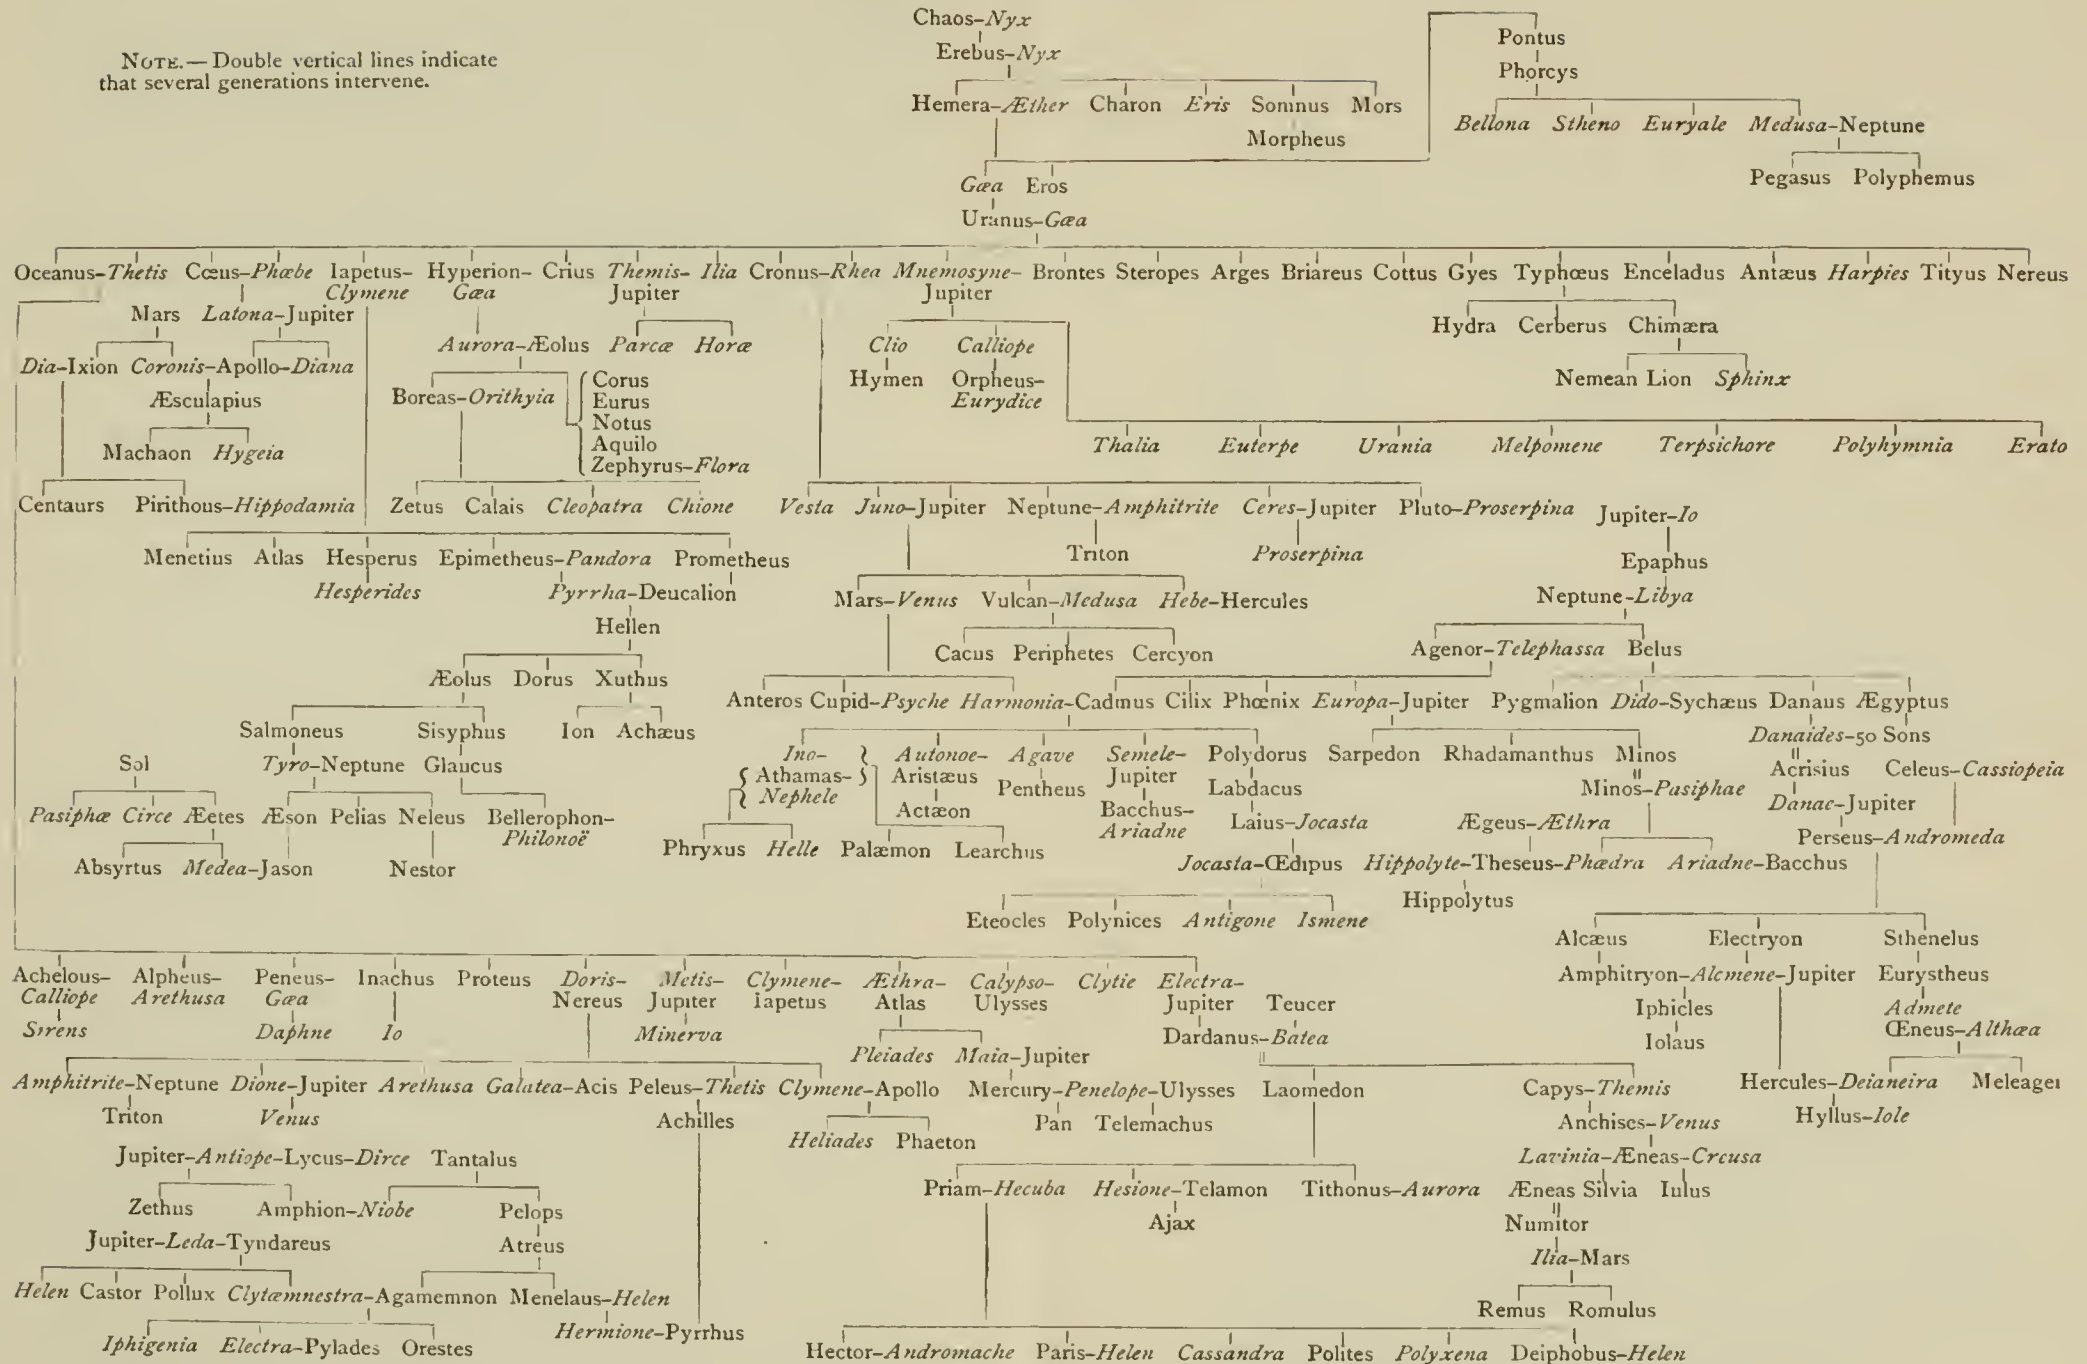 Chaos–Nyx
Pontus
Erebus–Nyx
NOTE.—Double vertical lines indicate
that several generations intervene.
Phorcys
Hemera–Æther Charon Eris Somnus Mors
Bellona Stheno Euryale Medusa–Neptune
Morpheus
Pegasus Polyphemus
Gæa Eros
Uranus–Gæa
Oceanus–Thetis Cœus–Phœbe Iapetus– Hyperion– Crius Themis– Ilia Cronus–Rhea Mnemosyne– Brontes Steropes Arges Briareus Cottus Gyes Typhœus Enceladus Antæus Harpies Tityus Nereus
Clymene Gæa Jupiter Jupiter
Mars Latona–Jupiter
Hydra Cerberus Chimæra
Aurora–Æolus Parcæ Horæ Clio Calliope
Dia–Ixion Coronis–Apollo–Diana
Hymen Orpheus–
Nemean Lion Sphinx
Corus
Boreas–Orithyia Eurus Eurydice
Æsculapius
Notus
Aquilo
Machaon Hygeia
Thalia Euterpe Urania Melpomene Terpsichore Polyhymnia Erato
Zephyrus–Flora
Centaurs Pirithous–Hippodamia Zetus Calais Cleopatra Chione Vesta Juno–Jupiter Neptune–Amphitrite Ceres–Jupiter Pluto–Proserpina Jupiter–Io
Menetius Atlas Hesperus Epimetheus–Pandora Prometheus Triton Proserpina Epaphus
Hesperides Pyrrha–Deucalion Mars–Venus Vulcan–Medusa Hebe–Hercules Neptune–Libya
Hellen
Cacus Periphetes Cercyon Agenor–Telephassa Belus
Æolus Dorus Xuthus
Anteros Cupid–Psyche Harmonia–Cadmus Cilix Phœnix Europa–Jupiter Pygmalion Dido–Sychæus Danaus Ægyptus
Salmoneus Sisyphus Ion Achæus
Danaides–50 Sons
Ino– Autonoe– Agave Semele– Polydorus Sarpedon Rhadamanthus Minos
Sol Tyro–Neptune Glaucus
Athamas– Aristæus Pentheus Jupiter Labdacus Minos–Pasiphae Acrisius Celeus–Cassiopeia
Nephele Actæon Bacchus– Danae–Jupiter
Pasiphæ Circe Æetes Æson Pelias Neleus Bellerophon–
Ariadne Laius–Jocasta Ægeus–Æthra Perseus–Andromeda
Philonoë
Phryxus Helle Palæmon Learchus
Absyrtus Medea–Jason Nestor
Jocasta–Œdipus Hippolyte–Theseus–Phædra Ariadne–Bacchus
Hippolytus
Eteocles Polynices Antigone Ismene
Alcæus Electryon Sthenelus
Achelous– Alpheus– Peneus– Inachus Proteus Doris– Metis– Clymene– Æthra– Calypso– Clytie Electra–
Amphitryon–Alcmene–Jupiter Eurystheus
Calliope Arethusa Gæa Nereus Jupiter Iapetus Atlas Ulysses Jupiter Teucer
Iphicles Admete
Sirens Daphne Io Minerva Dardanus–Batea
Iolaus Œneus–Althæa
Pleiades Maia–Jupiter
Amphitrite–Neptune Dione–Jupiter Arethusa Galatea–Acis Peleus–Thetis Clymene–Apollo Mercury–Penelope–Ulysses Laomedon Capys–Themis Hercules–Deianeira Meleager
Triton Venus Achilles Pan Telemachus Anchises–Venus Hyllus–Iole
Heliades Phaeton
Jupiter–Antiope–Lycus–Dirce Tantalus
Lavinia–Æneas–Creusa
Priam–Hecuba Hesione–Telamon Tithonus–Aurora Æneas Silvia Iulus
Zethus Amphion–Niobe Pelops
Ajax Numitor
Jupiter–Leda–Tyndareus Atreus
Ilia–Mars
Helen Castor Pollux Clytæmnestra–Agamemnon Menelaus–Helen
Remus Romulus
Hermione–Pyrrhus
Iphigenia Electra–Pylades Orestes
Hector–Andromache Paris–Helen Cassandra Polites Polyxena Deiphobus–Helen